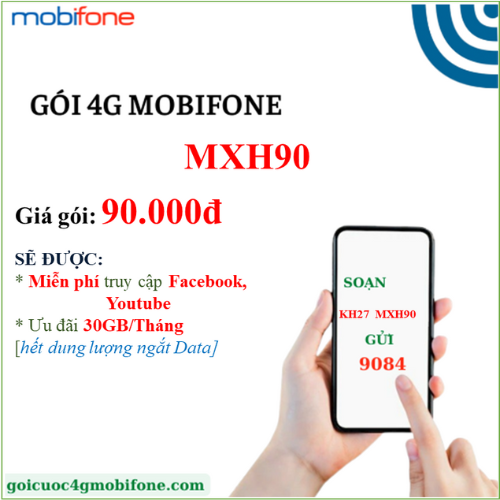 mobifone
GÓI 4G MOBIFONE
MXH90
Giá gói: 90.000đ
SẼ ĐƯỢC:
* Miễn phí truy cập Facebook,
Youtube
* Ưu đãi 30GB/Tháng
[hết dung lượng ngắt Data]
SOẠN
KH27 MXH90
GỬI
9084
goicuoc4gmobifone.com